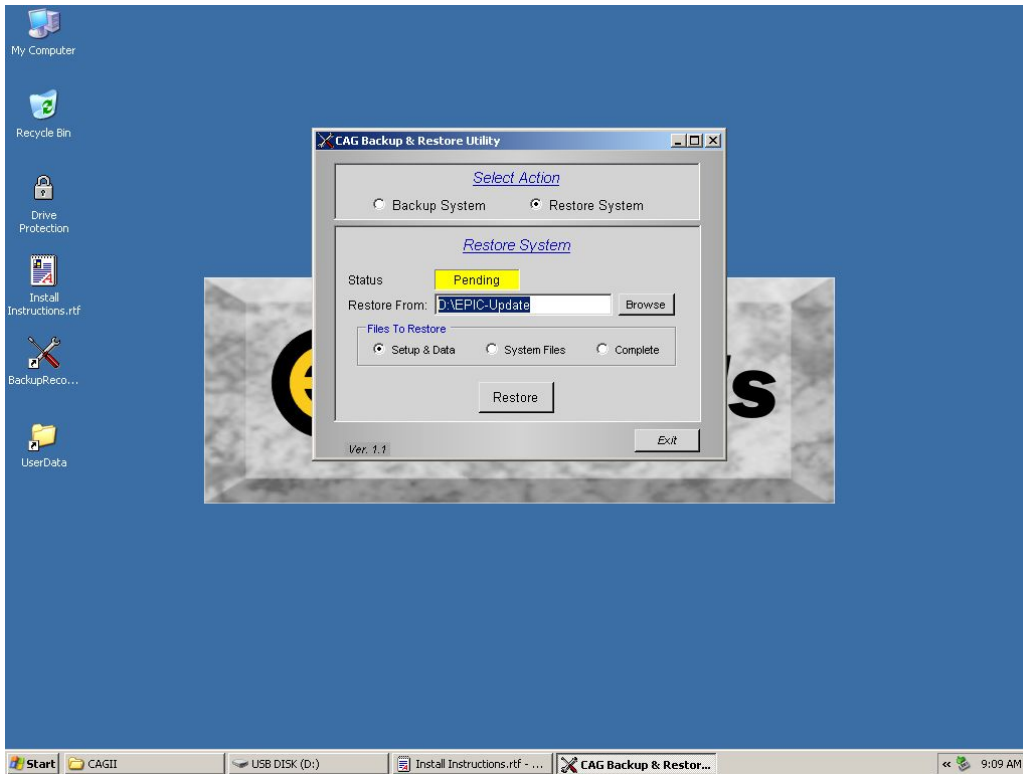 My Computer
Recycle Bin
Drive
Protection
Install
Instructions.rtf
BackupReco...
UserData
CAG Backup & Restore Utility
Select Action
Backup System Restore System
Restore System
Status Pending
Restore From: D:\EPIC-Update Browse
Files To Restore
Setup & Data System Files Complete
Restore
Ver. 1.1 Exit
e 's
Start CAGII USB DISK (D:) Install Instructions.rtf - ... CAG Backup & Restor... « 9:09 AM